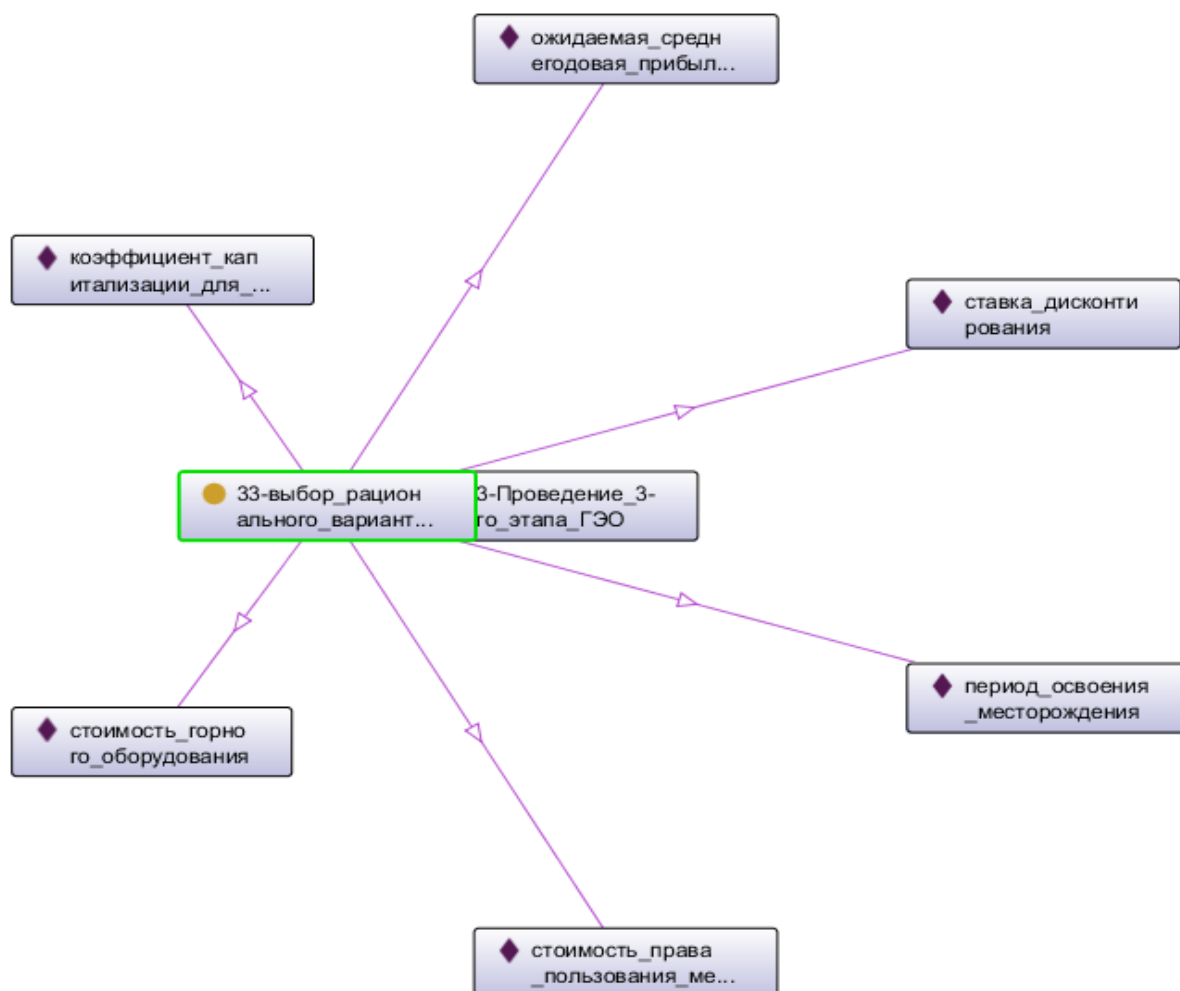 ожидаемая_средн
егодовая_прибыл...
коэффициент_кап
итализации_для_...
ставка_дисконти
рования
33-выбор_рацион
ального_вариант...
3-Проведение_3-
го_этапа_ГЭО
период_освоения
_месторождения
стоимость_горно
го_оборудования
стоимость_права
_пользования_ме...